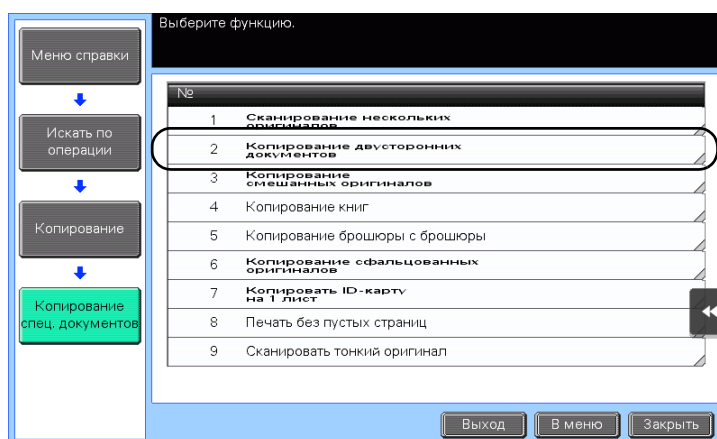 Выберите функцию.
Меню справки
Искать по
операции
Копирование
Копирование
спец. документов
№
1 Сканирование нескольких
оригиналов
2 Копирование двусторонних
документов
3 Копирование
смешанных оригиналов
4 Копирование книг
5 Копирование брошюры с брошюры
6 Копирование сфальцованных
оригиналов
7 Копировать ID-карту
на 1 лист
8 Печать без пустых страниц
9 Сканировать тонкий оригинал
Выход В меню Закрыть